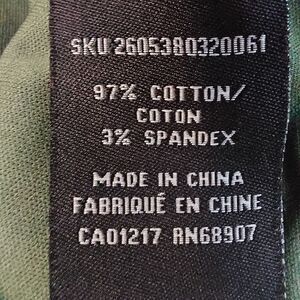 SKU 2605380320061
97% COTTON/
COTON
3% SPANDEX
MADE IN CHINA
FABRIQUÉ EN CHINE
CA01217 RN68907